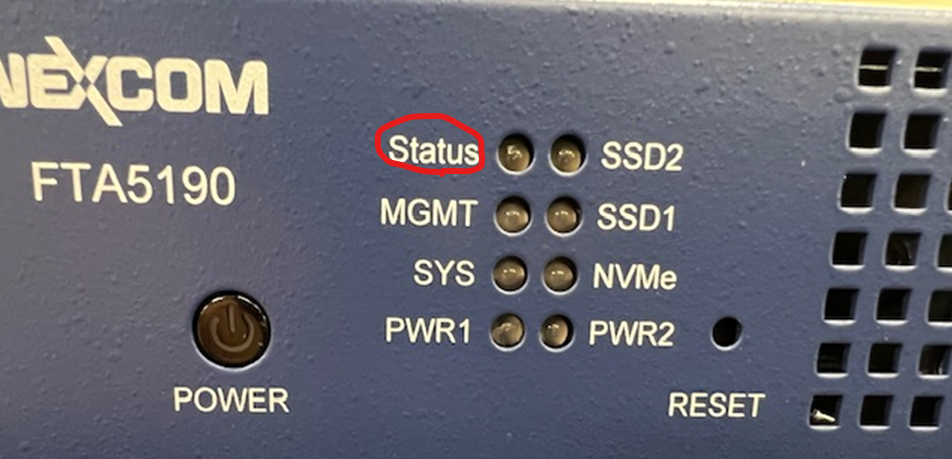 NEXCOM
FTA5190
Status SSD2
MGMT SSD1
SYS NVMe
PWR1 PWR2
POWER
RESET